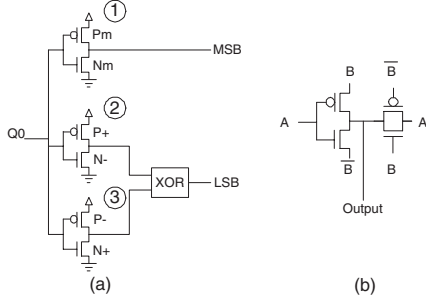 1
Pm
MSB
Nm
2
Q0
P+
N-
XOR
LSB
3
P-
N+
(a)
B
B
A
A
B
B
Output
(b)